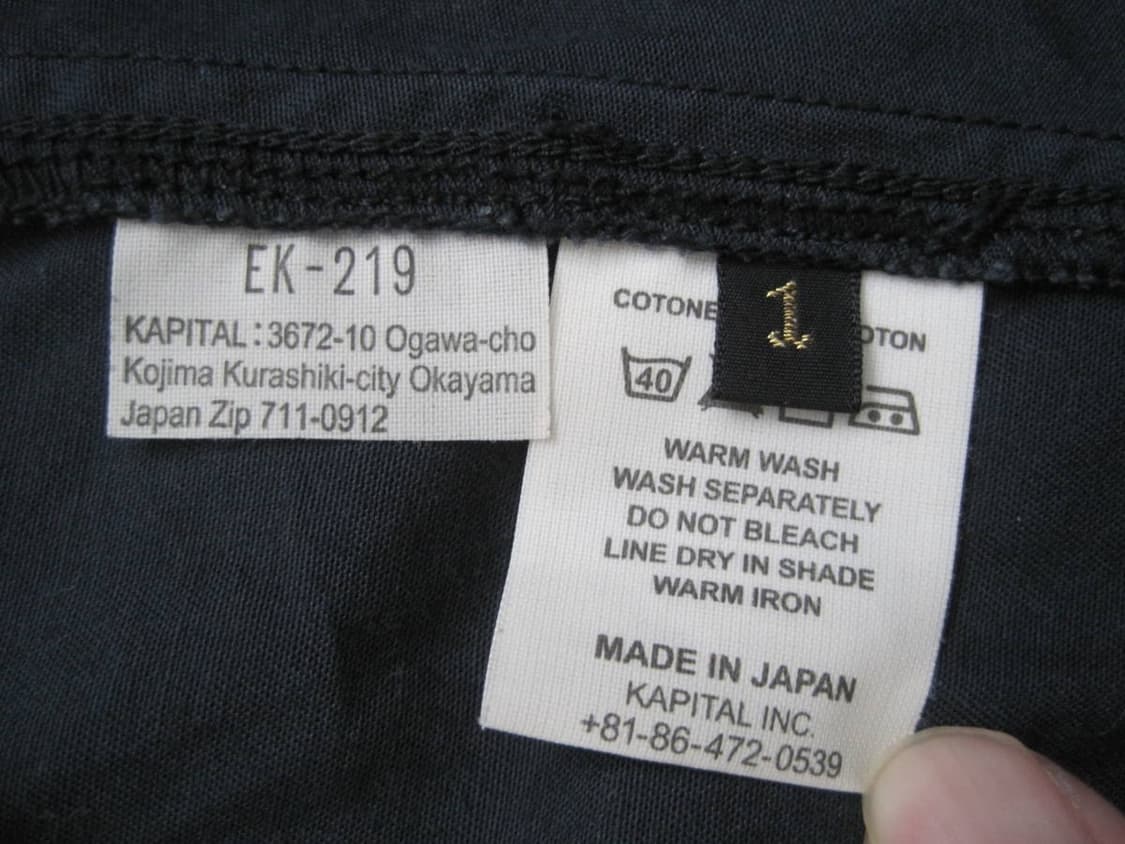 EK-219
KAPITAL:3672-10 Ogawa-cho
Kojima Kurashiki-city Okayama
Japan Zip 711-0912
1
COTONE
40
WARM WASH
WASH SEPARATELY
DO NOT BLEACH
LINE DRY IN SHADE
WARM IRON
MADE IN JAPAN
KAPITAL INC.
+81-86-472-0539